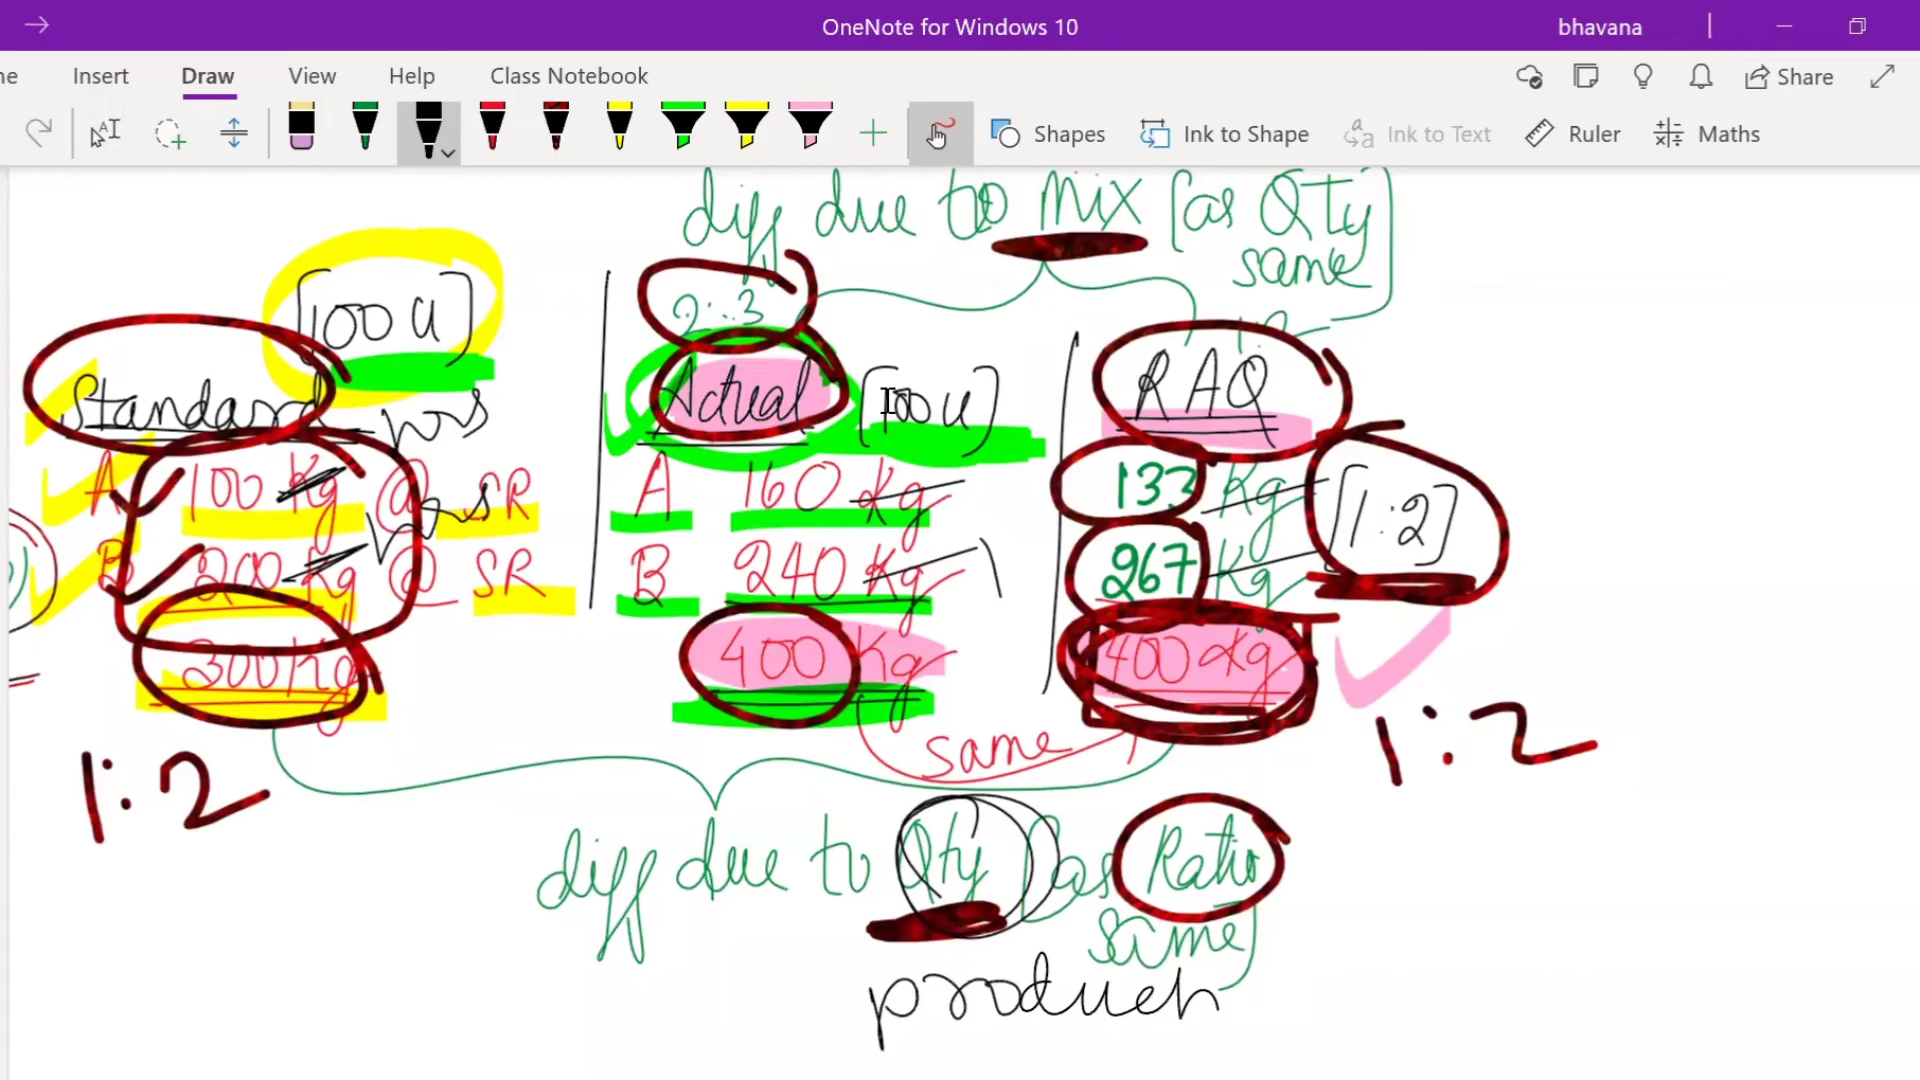 OneNote for Windows 10
bhavana
Insert Draw View Help Class Notebook
Share
Shapes Ink to Shape Ink to Text Ruler Maths
diff due to Mix [as Qty
same
[100 U]
2:3
Standard
Actual [100 U]
RAQ
hrs
A 100 Kg @ SR
hrs
A 160 Kg
133 Kg
[1:2]
B 200 Kg @ SR
B 240 Kg
267 Kg
300 Kg
400 Kg
400 Kg
same
1:2
1:2
diff due to Qty [as Ratio
same
product